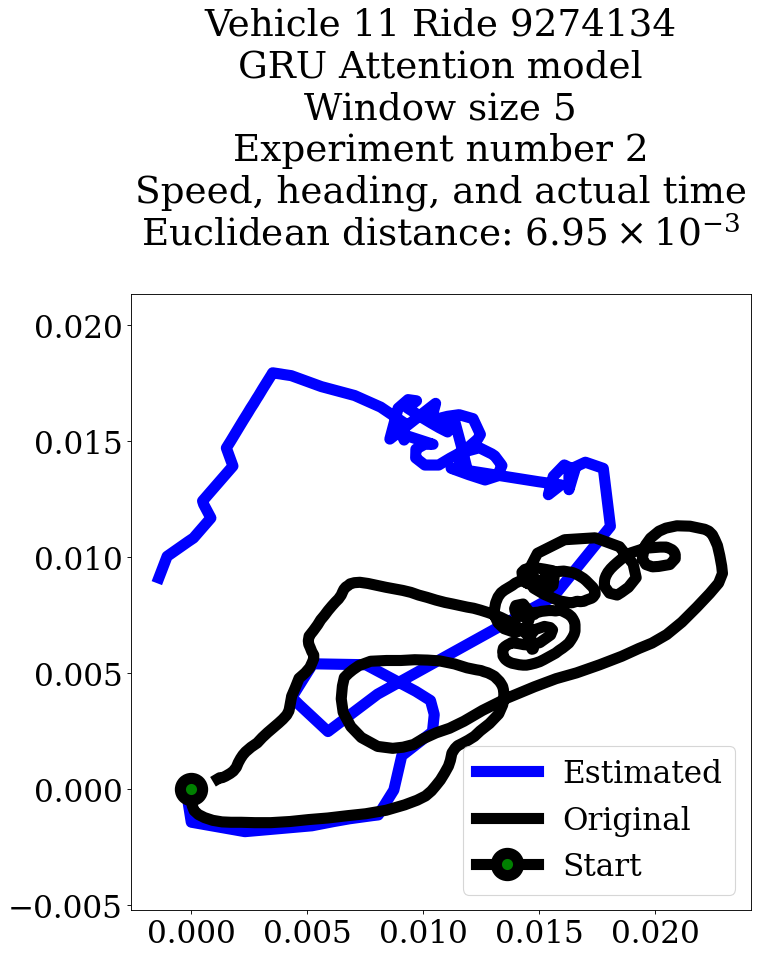 Vehicle 11 Ride 9274134
GRU Attention model
Window size 5
Experiment number 2
Speed, heading, and actual time
Euclidean distance: 6.95 × 10⁻³
0.020
0.015
0.010
0.005
0.000
−0.005
Estimated
Original
Start
0.000 0.005 0.010 0.015 0.020